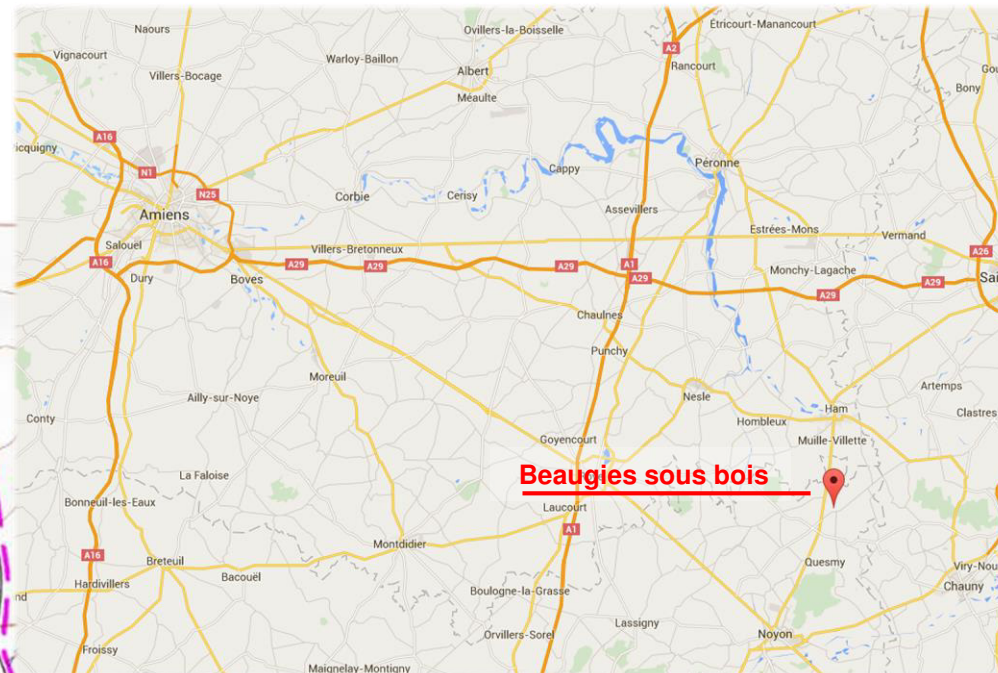 Naours
Ovillers-la-Boisselle
Étricourt-Manancourt
Vignacourt
Warloy-Baillon
A2
Rancourt
Villers-Bocage
Albert
Méaulte
Bony
A16
icquigny
N1
N25
Cappy
Péronne
Corbie
Cerisy
Assevillers
Amiens
Estrées-Mons
Vermand
Salouel
Villers-Bretonneux
A16
A29
A29
A29
A1
A29
A26
Dury
Boves
Monchy-Lagache
A29
A29
Sai
Chaulnes
Punchy
Moreuil
Ailly-sur-Noye
Nesle
Artemps
Conty
Ham
Clastres
Hombleux
Goyencourt
Muille-Villette
La Faloise
Beaugies sous bois
Bonneuil-les-Eaux
Laucourt
A1
Montdidier
A16
Breteuil
Bacouël
Quesmy
Viry-Nou
Hardivillers
Boulogne-la-Grasse
Chauny
nd
Lassigny
Orvillers-Sorel
Noyon
Froissy
Maignelay-Montigny